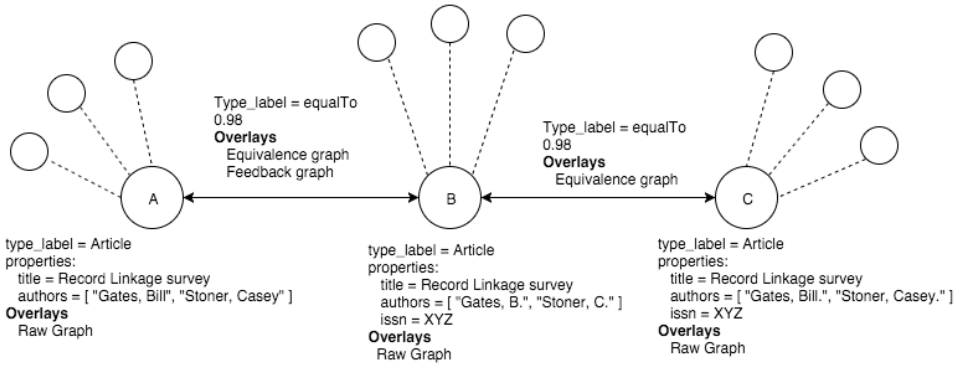 Type_label = equalTo
0.98
Overlays
Equivalence graph
Feedback graph
Type_label = equalTo
0.98
Overlays
Equivalence graph
A
B
C
type_label = Article
properties:
title = Record Linkage survey
authors = [ "Gates, Bill", "Stoner, Casey" ]
Overlays
Raw Graph
type_label = Article
properties:
title = Record Linkage survey
authors = [ "Gates, B.", "Stoner, C." ]
issn = XYZ
Overlays
Raw Graph
type_label = Article
properties:
title = Record Linkage survey
authors = [ "Gates, Bill.", "Stoner, Casey." ]
issn = XYZ
Overlays
Raw Graph